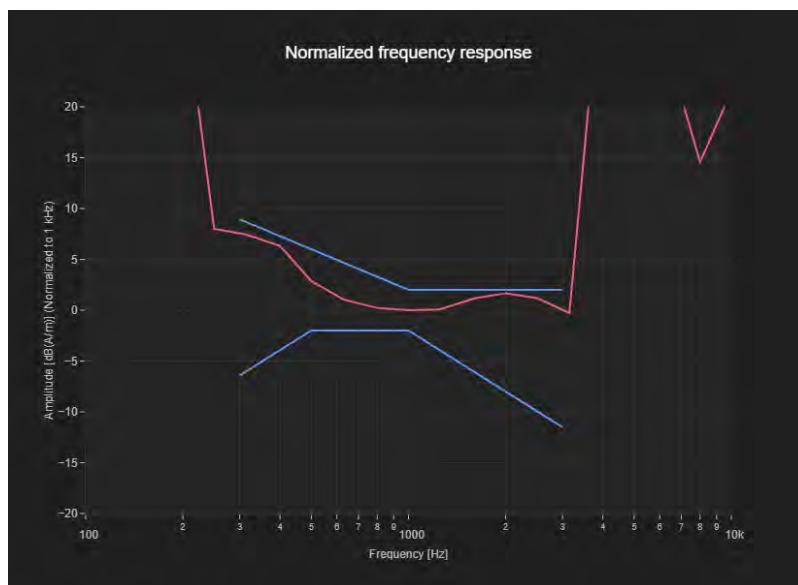 Normalized frequency response
Amplitude [dB(A/m)] (Normalized to 1 kHz)
20
15
10
5
0
−5
−10
−15
−20
100 2 3 4 5 6 7 8 9 1000 2 3 4 5 6 7 8 9 10k
Frequency [Hz]